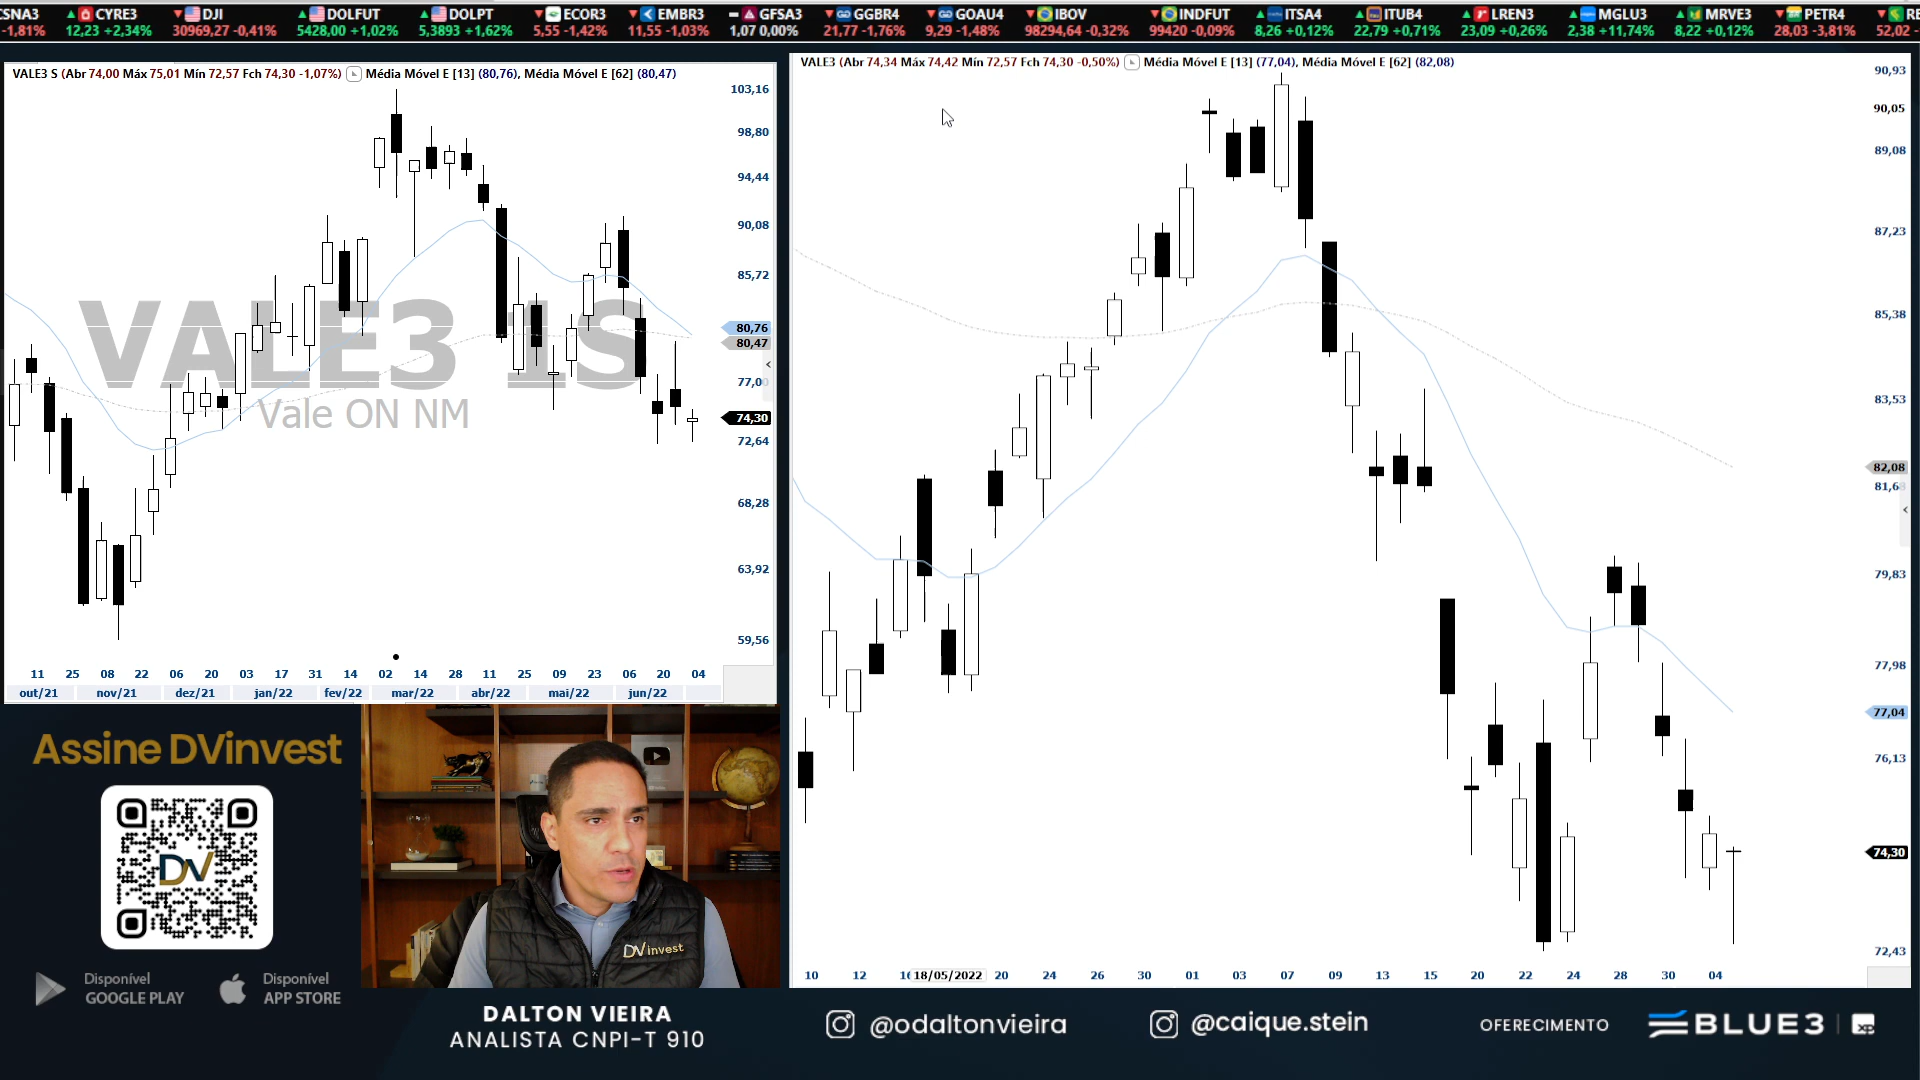 CSNA3 CYRE3 DJI DOLFUT DOLPT ECOR3 EMBR3 GFSA3 GGBR4 GOAU4 IBOV INDFUT ITSA4 ITUB4 LREN3 MGLU3 MRVE3 PETR4
-1,81% 12,23 +2,34% 30969,27 -0,41% 5428,00 +1,02% 5,3893 +1,62% 5,55 -1,42% 11,55 -1,03% 1,07 0,00% 21,77 -1,76% 9,29 -1,48% 98294,64 -0,32% 99420 -0,09% 8,26 +0,12% 22,79 +0,71% 23,09 +0,26% 2,38 +11,74% 8,22 +0,12% 28,03 -3,81% 52,02
VALE3 S (Abr 74,00 Máx 75,01 Mín 72,57 Fch 74,30 -1,07%) Média Móvel E [13] (80,76), Média Móvel E [62] (80,47)
103,16
98,80
94,44
90,08
85,72
80,76
80,47
77,0
74,30
72,64
68,28
63,92
59,56
VALE3 1S
Vale ON NM
11 25 08 22 06 20 03 17 31 14 02 14 28 11 25 09 23 06 20 04
out/21 nov/21 dez/21 jan/22 fev/22 mar/22 abr/22 mai/22 jun/22
VALE3 (Abr 74,34 Máx 74,42 Mín 72,57 Fch 74,30 -0,50%) Média Móvel E [13] (77,04), Média Móvel E [62] (82,08)
90,93
90,05
89,08
87,23
85,38
83,53
82,08
81,6
79,83
77,98
77,04
76,13
74,30
72,43
10 12 16 18/05/2022 20 24 26 30 01 03 07 09 13 15 20 22 24 28 30 04
Assine DVinvest
DV
Disponível
GOOGLE PLAY
Disponível
APP STORE
DVinvest
DALTON VIEIRA
ANALISTA CNPI-T 910
@odaltonvieira
@caique.stein
OFERECIMENTO
BLUE3
xp